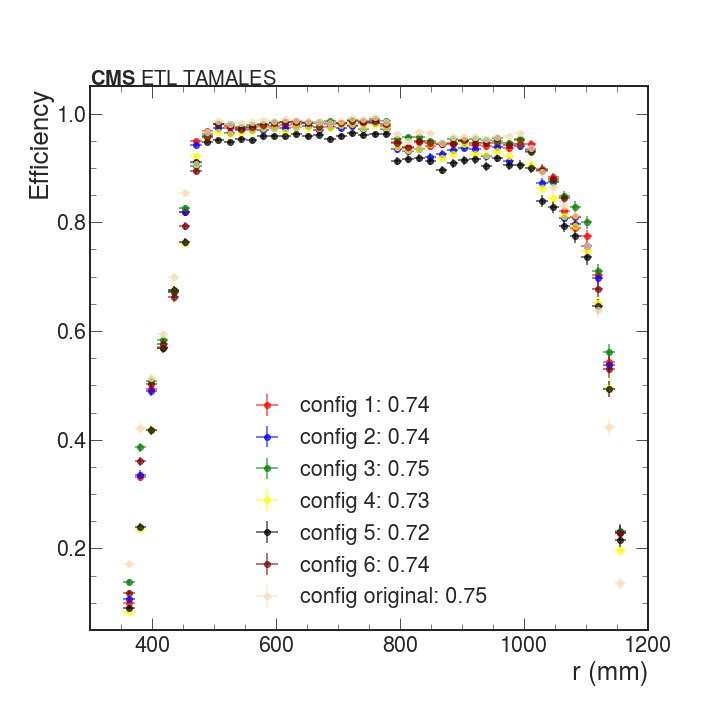 CMS ETL TAMALES
Efficiency
1.0
0.8
0.6
0.4
0.2
config 1: 0.74
config 2: 0.74
config 3: 0.75
config 4: 0.73
config 5: 0.72
config 6: 0.74
config original: 0.75
400 600 800 1000 1200
r (mm)